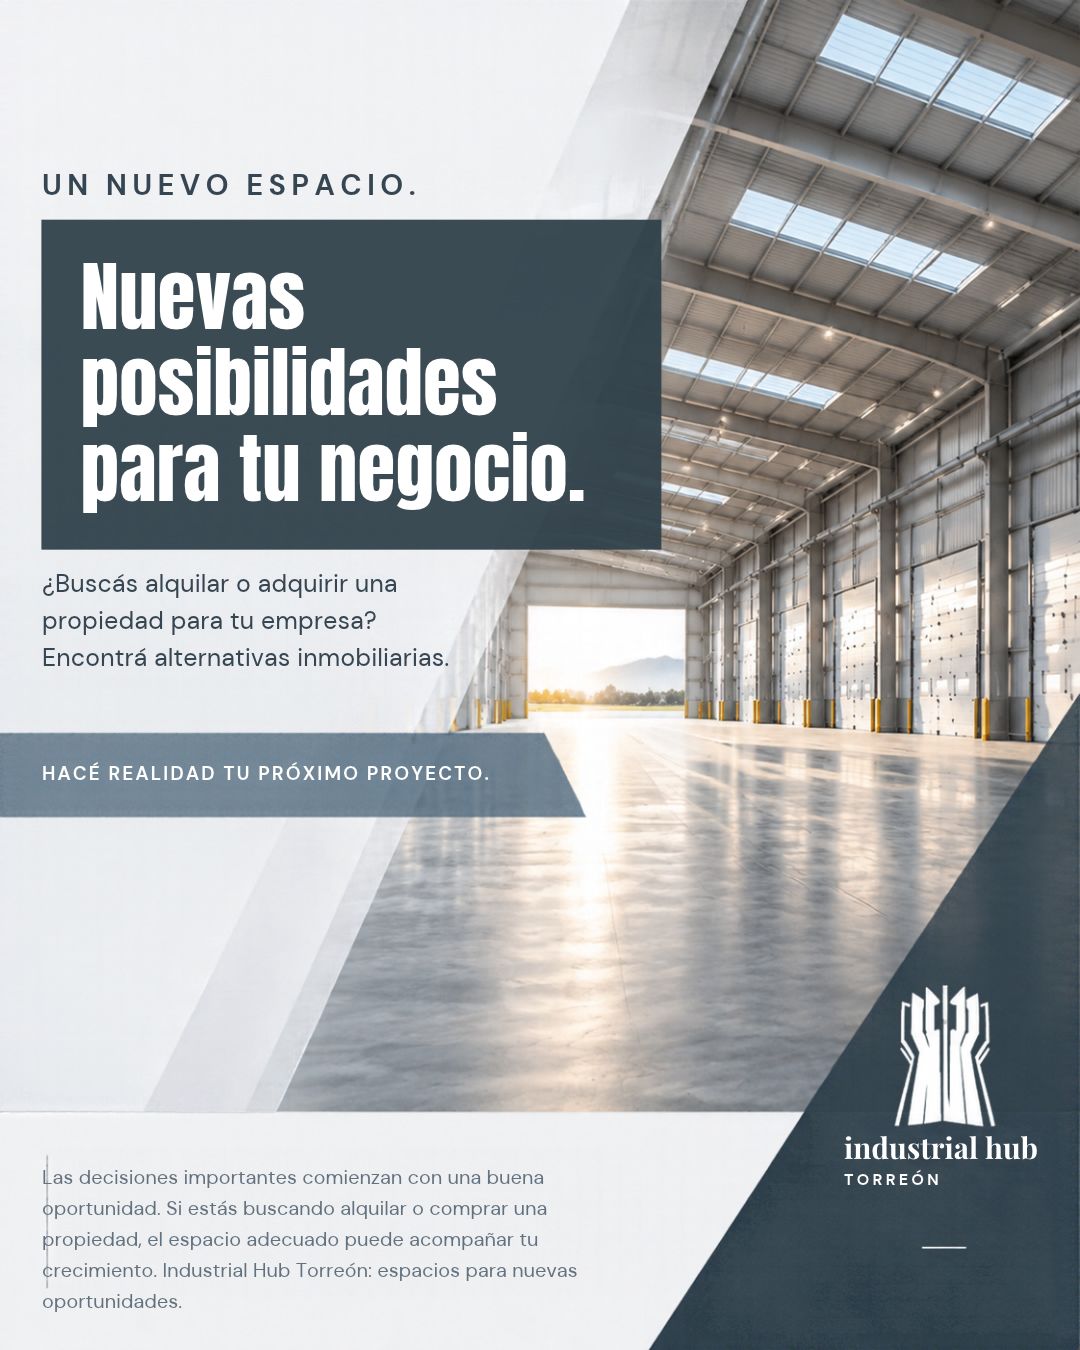 UN NUEVO ESPACIO.
Nuevas
posibilidades
para tu negocio.
¿Buscás alquilar o adquirir una
propiedad para tu empresa?
Encontrá alternativas inmobiliarias.
HACÉ REALIDAD TU PRÓXIMO PROYECTO.
industrial hub
TORREÓN
Las decisiones importantes comienzan con una buena
oportunidad. Si estás buscando alquilar o comprar una
propiedad, el espacio adecuado puede acompañar tu
crecimiento. Industrial Hub Torreón: espacios para nuevas
oportunidades.